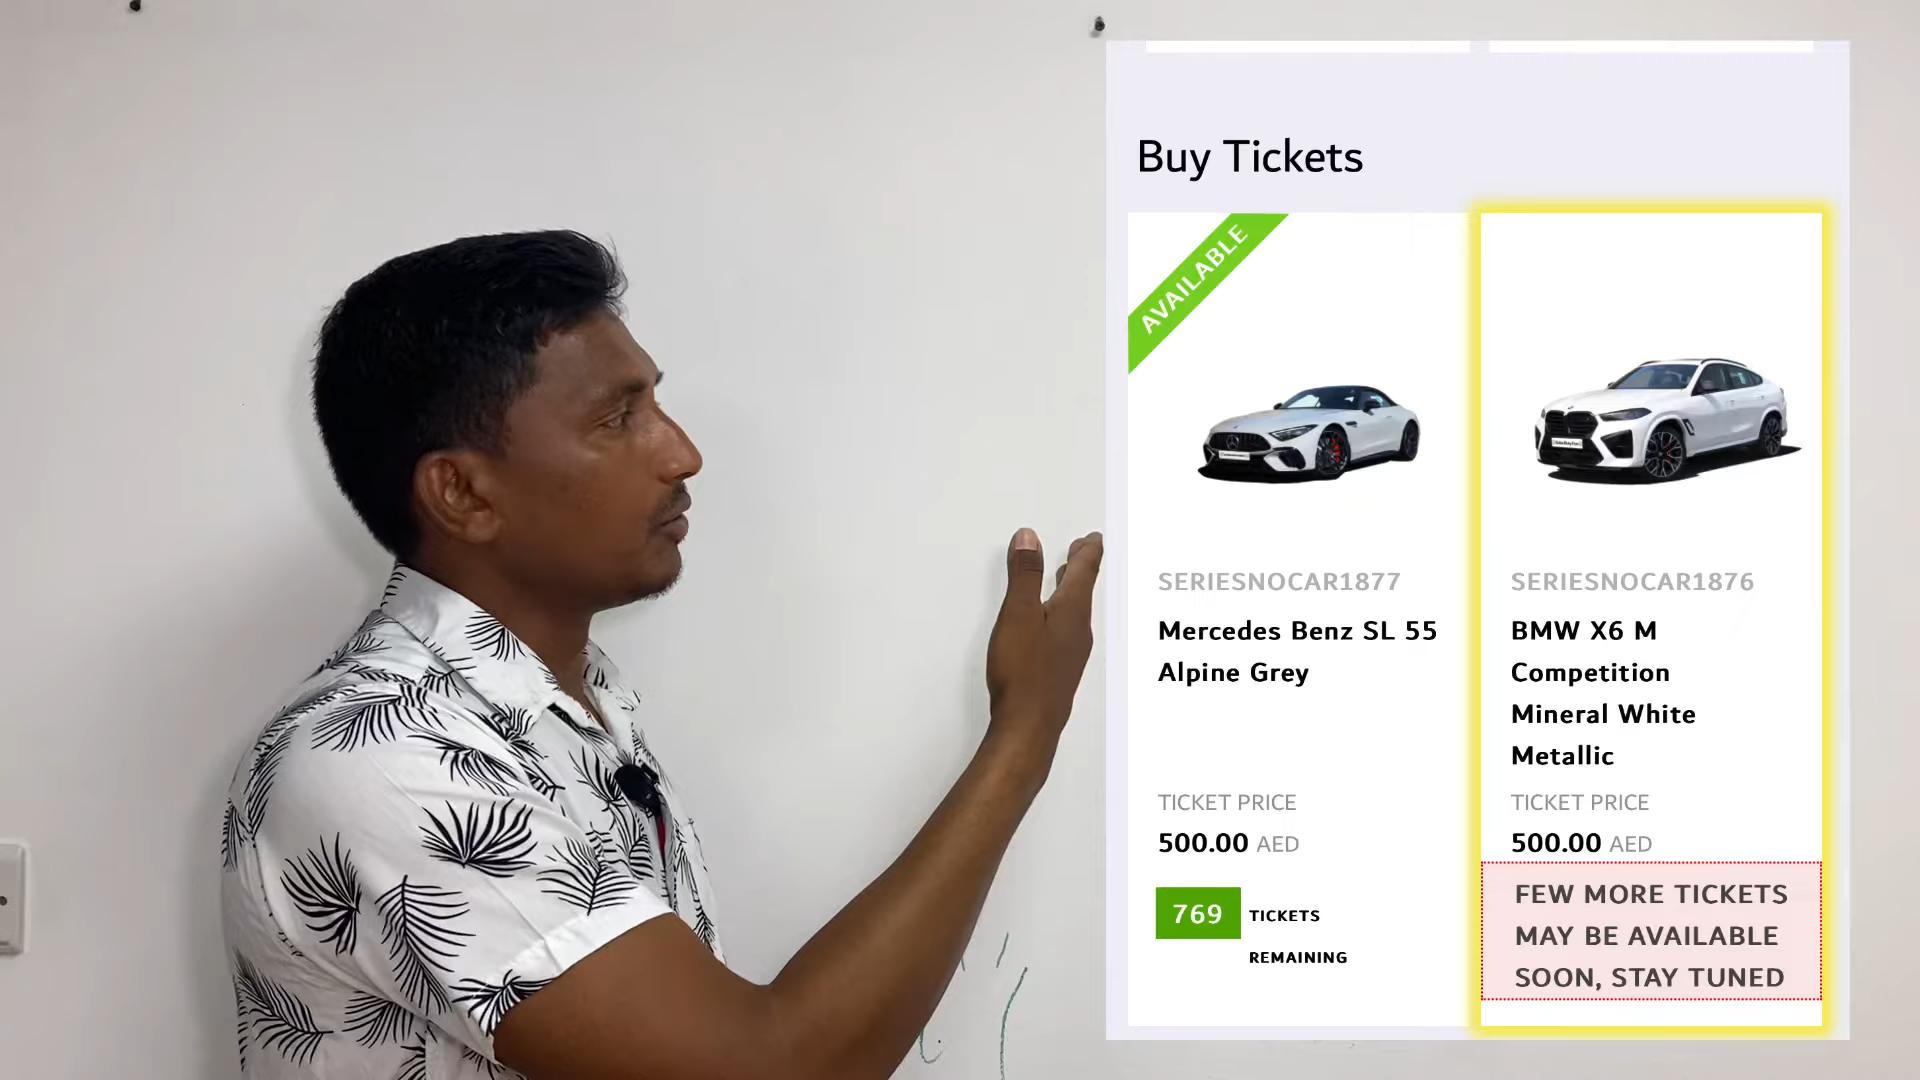 Buy Tickets
AVAILABLE
SERIESNOCAR1877
Mercedes Benz SL 55
Alpine Grey
TICKET PRICE
500.00 AED
769 TICKETS
REMAINING
SERIESNOCAR1876
BMW X6 M
Competition
Mineral White
Metallic
TICKET PRICE
500.00 AED
FEW MORE TICKETS
MAY BE AVAILABLE
SOON, STAY TUNED